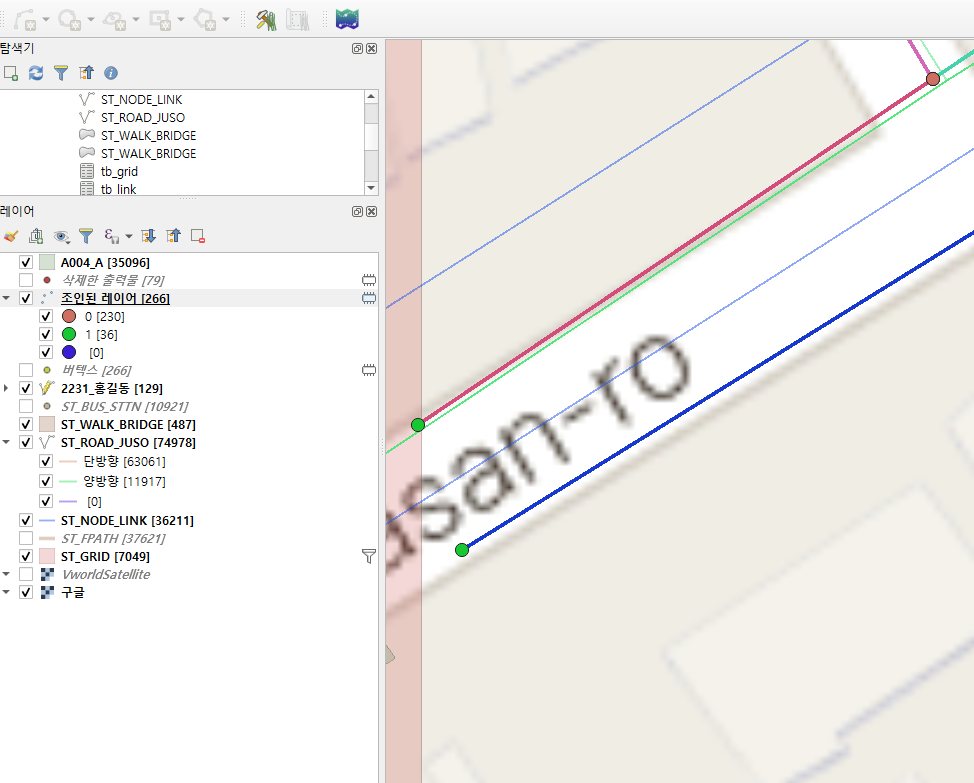 탐색기
ST_NODE_LINK
ST_ROAD_JUSO
ST_WALK_BRIDGE
ST_WALK_BRIDGE
tb_grid
tb_link
레이어
A004_A [35096]
삭제한 출력물 [79]
조인된 레이어 [266]
0 [230]
1 [36]
[0]
버텍스 [266]
2231_홍길동 [129]
ST_BUS_STTN [10921]
ST_WALK_BRIDGE [487]
ST_ROAD_JUSO [74978]
단방향 [63061]
양방향 [11917]
[0]
ST_NODE_LINK [36211]
ST_FPATH [37621]
ST_GRID [7049]
VworldSatellite
구글
usan-ro